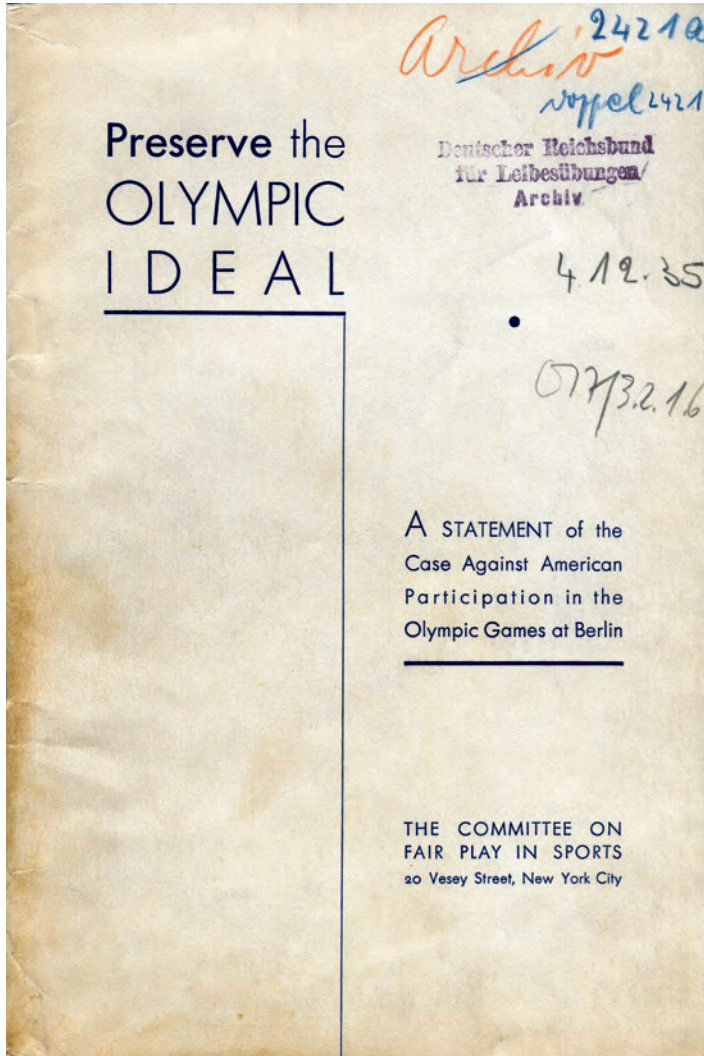 2421a
Archiv
doppel 2421
Preserve the
OLYMPIC
IDEAL
Deutscher Reichsbund
für Leibesübungen/
Archiv
4.12.35
A STATEMENT of the
Case Against American
Participation in the
Olympic Games at Berlin
THE COMMITTEE ON
FAIR PLAY IN SPORTS
20 Vesey Street, New York City